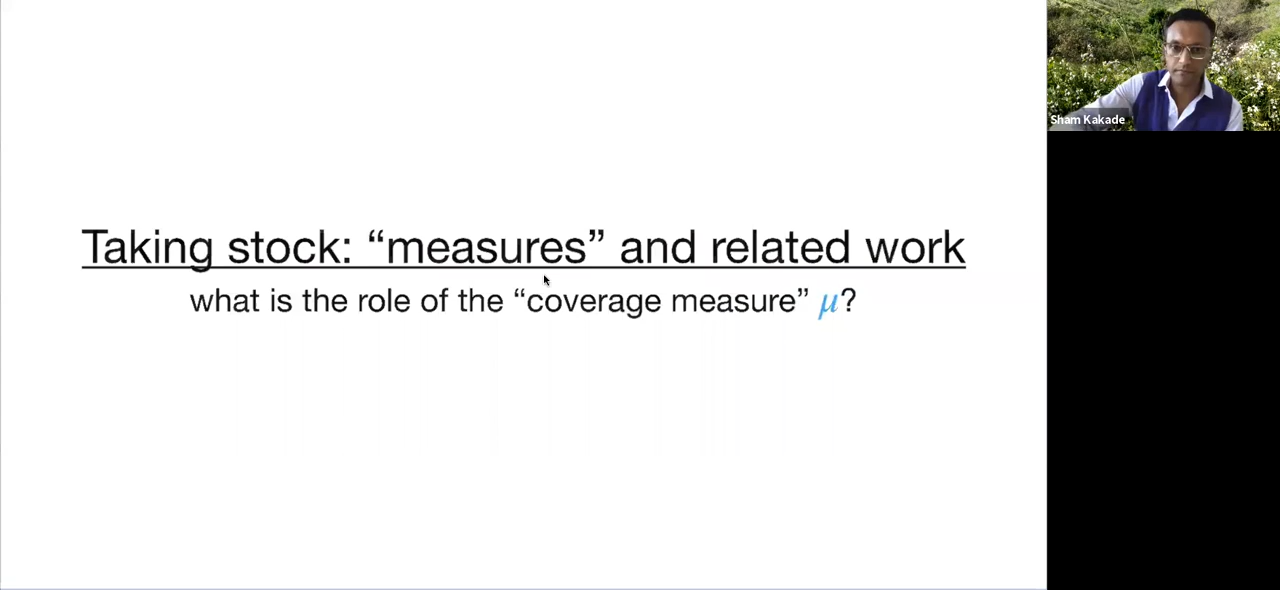 Taking stock: “measures” and related work
what is the role of the “coverage measure” μ?
Sham Kakade